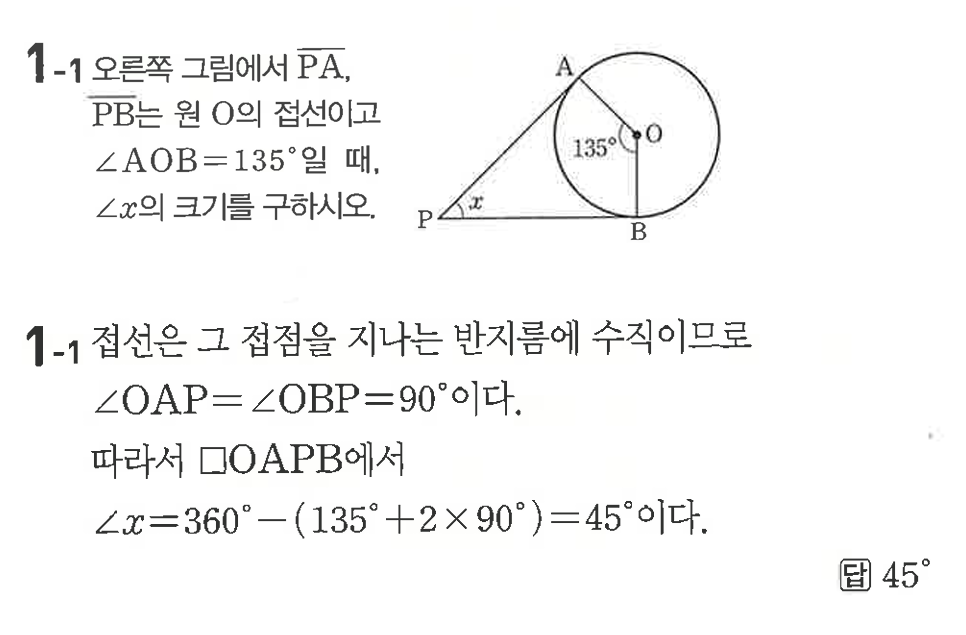 1-1 오른쪽 그림에서 PA,
PB는 원 O의 접선이고
∠AOB=135°일 때,
∠x의 크기를 구하시오.
A
135°
O
x
P
B
1-1 접선은 그 접점을 지나는 반지름에 수직이므로
∠OAP=∠OBP=90°이다.
따라서 □OAPB에서
∠x=360°-(135°+2×90°)=45°이다.
답 45°